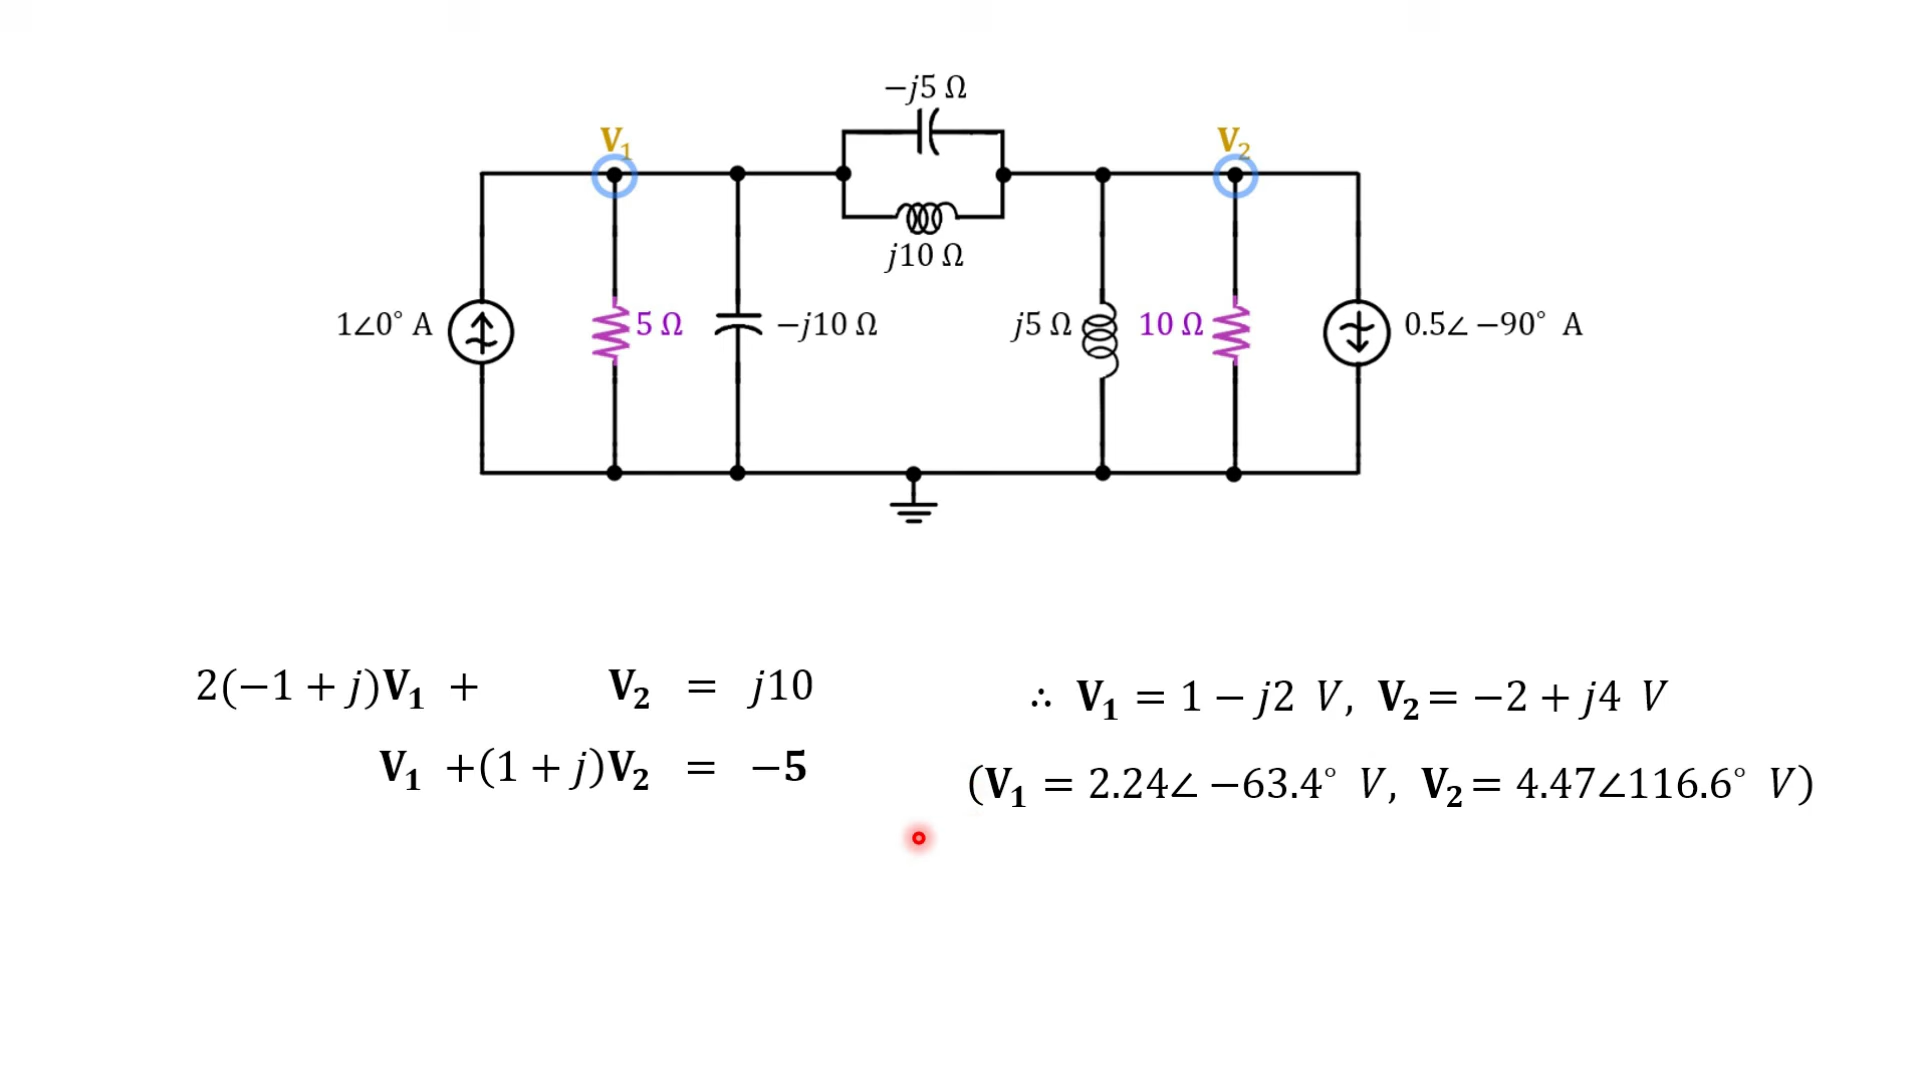 −j5 Ω
V₁
V₂
j10 Ω
1∠0° A
5 Ω
−j10 Ω
j5 Ω
10 Ω
0.5∠ −90° A
2(−1 + j)V₁ + V₂ = j10
V₁ +(1 + j)V₂ = −5
∴ V₁ = 1 − j2 V, V₂ = −2 + j4 V
(V₁ = 2.24∠ −63.4° V, V₂ = 4.47∠116.6° V)